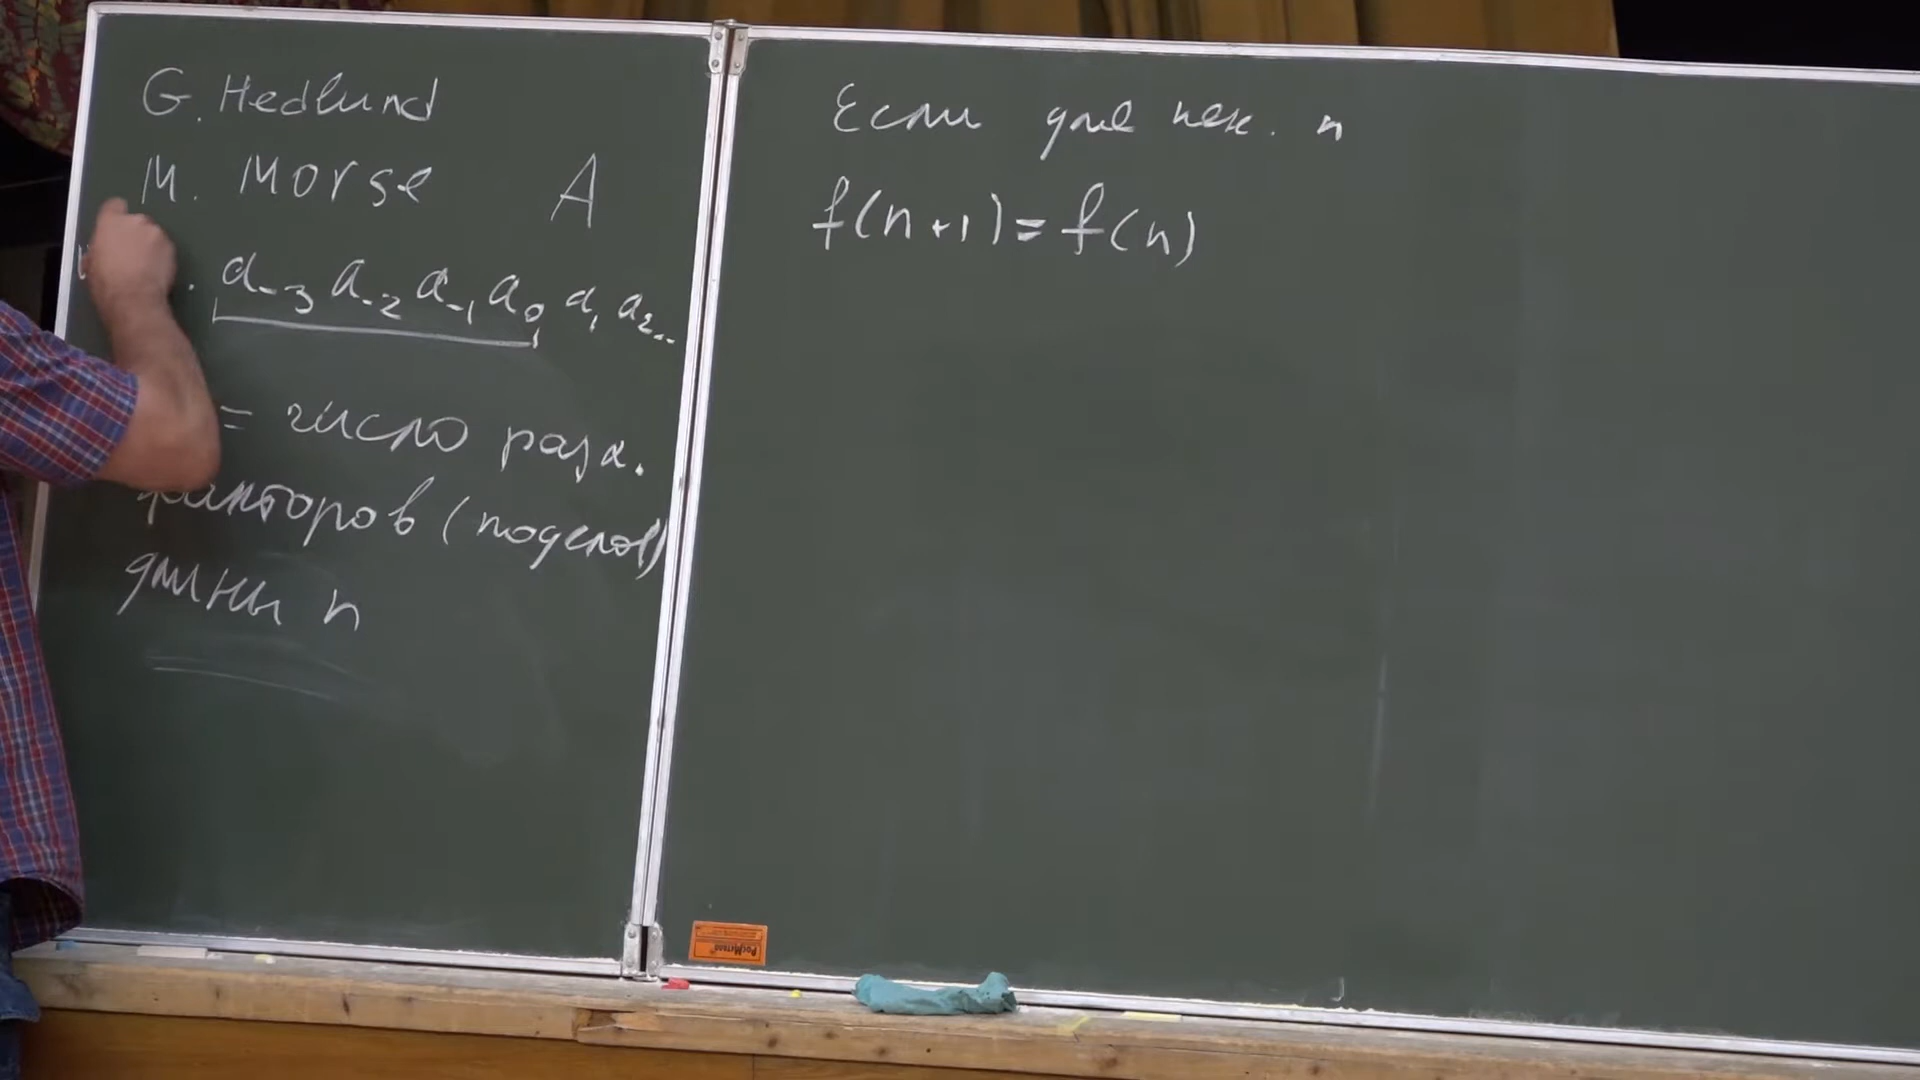 G. Hedlund
M. Morse A
a₋₃ a₋₂ a₋₁ a₀ a₁ a₂...
= число разл.
факторов (подслов)
длины n
Если для нек. n
f(n+1)=f(n)